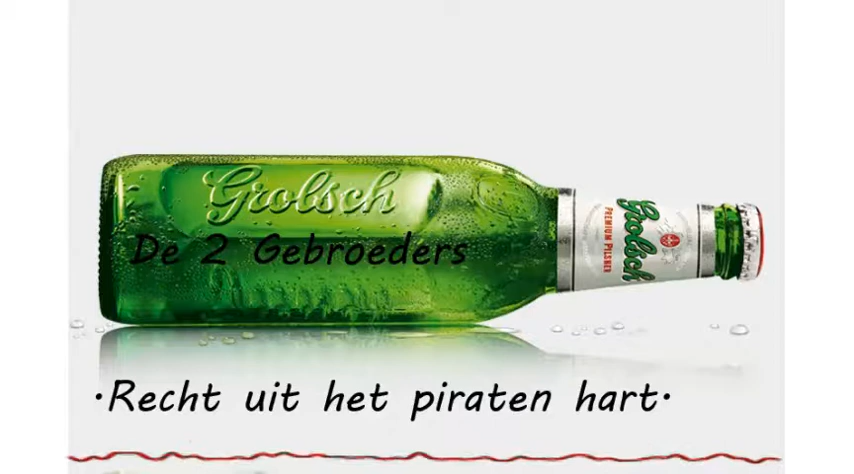 Grolsch
De 2 Gebroeders
Grolsch
PREMIUM PILSNER
·Recht uit het piraten hart·